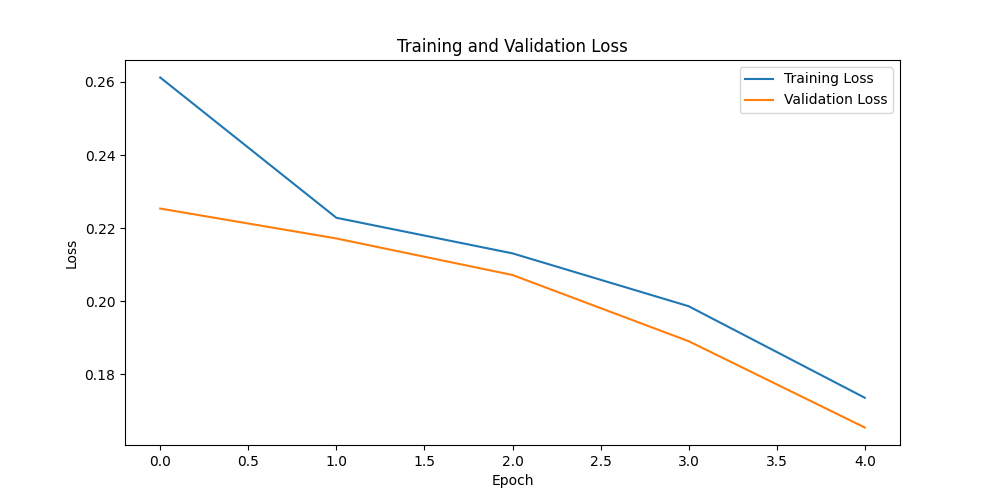 Training and Validation Loss
Training Loss
Validation Loss
0.26
0.24
0.22
0.20
0.18
Loss
0.0 0.5 1.0 1.5 2.0 2.5 3.0 3.5 4.0
Epoch